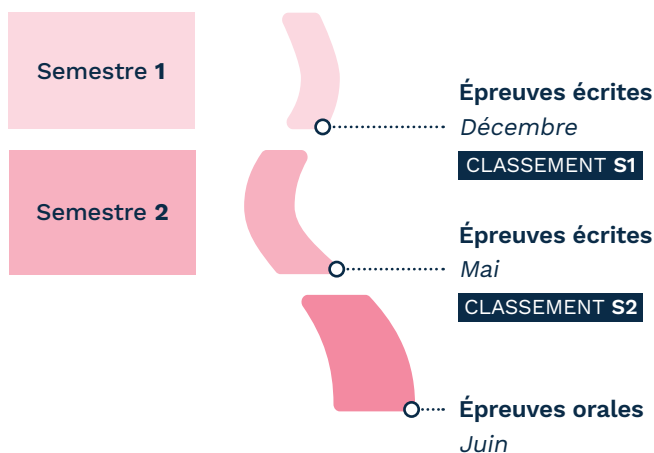 Semestre 1
Épreuves écrites
Décembre
CLASSEMENT S1
Semestre 2
Épreuves écrites
Mai
CLASSEMENT S2
Épreuves orales
Juin